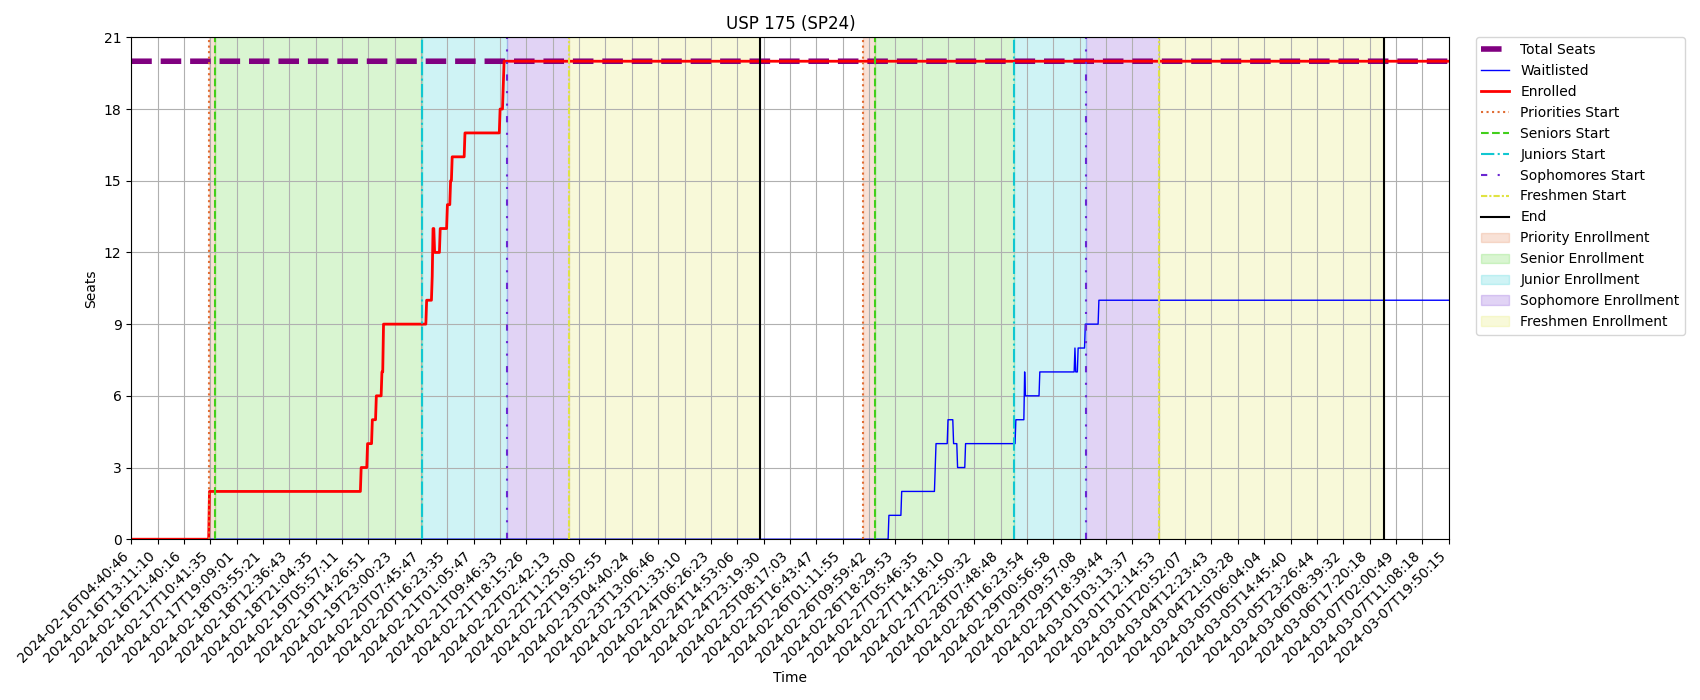 USP 175 (SP24)
21
18
15
12
9
6
3
0
Seats
2024-02-16T04:40:46
2024-02-16T13:11:10
2024-02-16T21:40:16
2024-02-17T10:41:35
2024-02-17T19:09:01
2024-02-18T03:55:21
2024-02-18T12:36:43
2024-02-18T21:04:35
2024-02-19T05:57:11
2024-02-19T14:26:51
2024-02-19T23:00:23
2024-02-20T07:45:47
2024-02-20T16:23:35
2024-02-21T01:05:47
2024-02-21T09:46:33
2024-02-21T18:15:26
2024-02-22T02:42:13
2024-02-22T11:25:00
2024-02-22T19:52:55
2024-02-23T04:40:24
2024-02-23T13:06:46
2024-02-23T21:33:10
2024-02-24T06:26:23
2024-02-24T14:53:06
2024-02-24T23:19:30
2024-02-25T08:17:03
2024-02-25T16:43:47
2024-02-26T01:11:55
2024-02-26T09:59:42
2024-02-26T18:29:53
2024-02-27T05:46:35
2024-02-27T14:18:10
2024-02-27T22:50:32
2024-02-28T07:48:48
2024-02-28T16:23:54
2024-02-29T00:56:58
2024-02-29T09:57:08
2024-02-29T18:39:44
2024-03-01T03:13:37
2024-03-01T12:14:53
2024-03-01T20:52:07
2024-03-04T12:23:43
2024-03-04T21:03:28
2024-03-05T06:04:04
2024-03-05T14:45:40
2024-03-05T23:26:44
2024-03-06T08:39:32
2024-03-06T17:20:18
2024-03-07T02:00:49
2024-03-07T11:08:18
2024-03-07T19:50:15
Time
Total Seats
Waitlisted
Enrolled
Priorities Start
Seniors Start
Juniors Start
Sophomores Start
Freshmen Start
End
Priority Enrollment
Senior Enrollment
Junior Enrollment
Sophomore Enrollment
Freshmen Enrollment